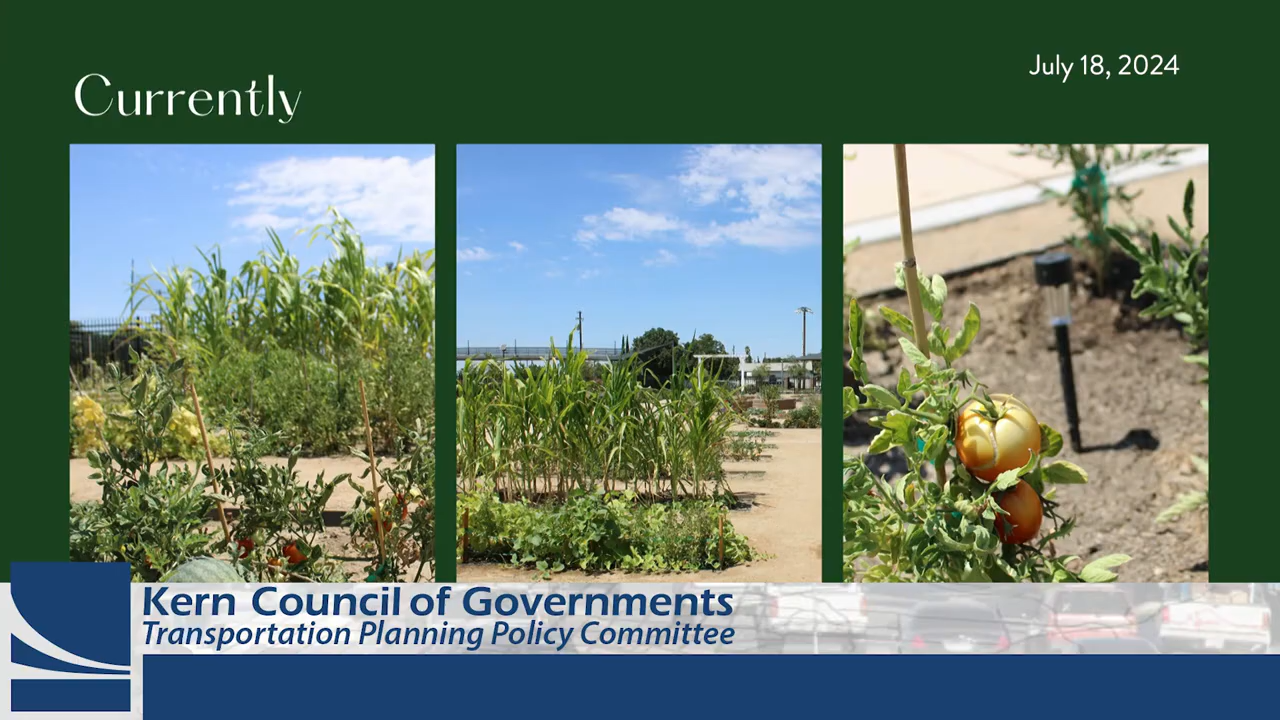 July 18, 2024
Currently
Kern Council of Governments
Transportation Planning Policy Committee